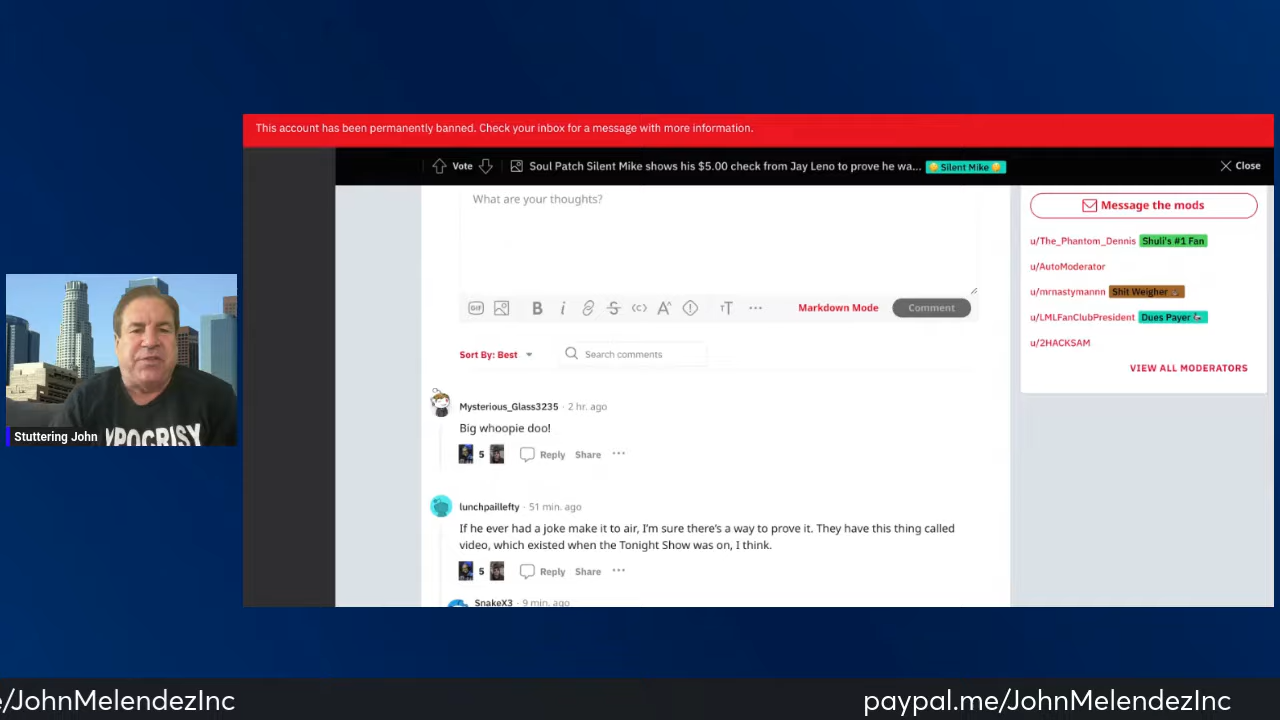 This account has been permanently banned. Check your inbox for a message with more information.
Vote
Soul Patch Silent Mike shows his $5.00 check from Jay Leno to prove he wa...
Silent Mike
Close
What are your thoughts?
Markdown Mode
Comment
Sort By: Best
Search comments
Mysterious_Glass3235 · 2 hr. ago
Big whoopie doo!
5
Reply
Share
lunchpaillefty · 51 min. ago
If he ever had a joke make it to air, I'm sure there's a way to prove it. They have this thing called
video, which existed when the Tonight Show was on, I think.
5
Reply
Share
SnakeX3 · 9 min. ago
Message the mods
u/The_Phantom_Dennis Shuli's #1 Fan
u/AutoModerator
u/mrnastymannn Shit Weigher
u/LMLFanClubPresident Dues Payer
u/2HACKSAM
VIEW ALL MODERATORS
POCRISY
Stuttering John
e/JohnMelendezInc
paypal.me/JohnMelendezInc